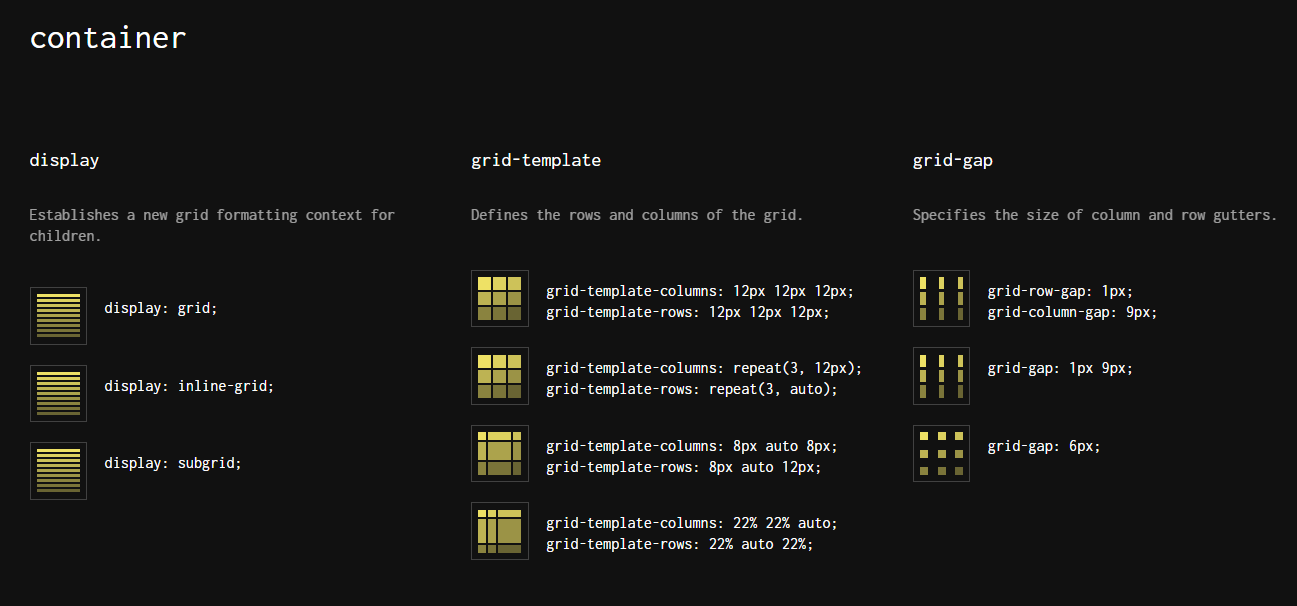 container
display
Establishes a new grid formatting context for
children.
display: grid;
display: inline-grid;
display: subgrid;
grid-template
Defines the rows and columns of the grid.
grid-template-columns: 12px 12px 12px;
grid-template-rows: 12px 12px 12px;
grid-template-columns: repeat(3, 12px);
grid-template-rows: repeat(3, auto);
grid-template-columns: 8px auto 8px;
grid-template-rows: 8px auto 12px;
grid-template-columns: 22% 22% auto;
grid-template-rows: 22% auto 22%;
grid-gap
Specifies the size of column and row gutters.
grid-row-gap: 1px;
grid-column-gap: 9px;
grid-gap: 1px 9px;
grid-gap: 6px;